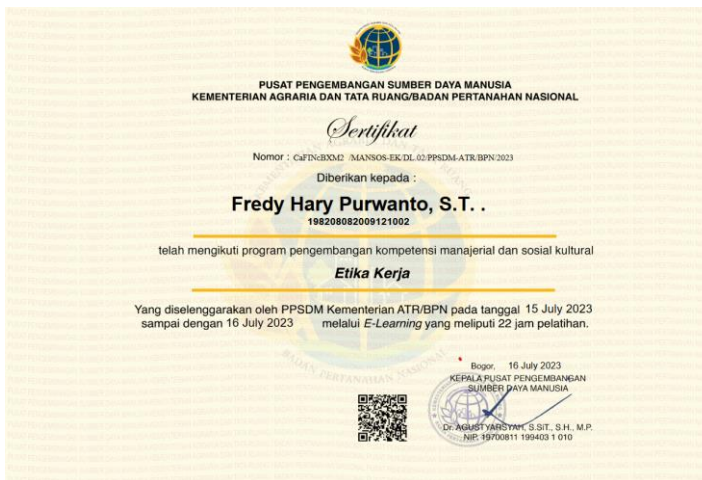 PUSAT PENGEMBANGAN SUMBER DAYA MANUSIA
KEMENTERIAN AGRARIA DAN TATA RUANG/BADAN PERTANAHAN NASIONAL
Sertifikat
Nomor : CaFINcBXM2 /MANSOS-EK/DL.02/PPSDM-ATR/BPN/2023
Diberikan kepada :
Fredy Hary Purwanto, S.T. .
198208082009121002
telah mengikuti program pengembangan kompetensi manajerial dan sosial kultural
Etika Kerja
Yang diselenggarakan oleh PPSDM Kementerian ATR/BPN pada tanggal 15 July 2023
sampai dengan 16 July 2023 melalui E-Learning yang meliputi 22 jam pelatihan.
BADAN PERTANAHAN NASIONAL
Bogor, 16 July 2023
KEPALA PUSAT PENGEMBANGAN
SUMBER DAYA MANUSIA
Dr. AGUSTYARSYAH, S.SIT., S.H., M.P.
NIP. 19700811 199403 1 010